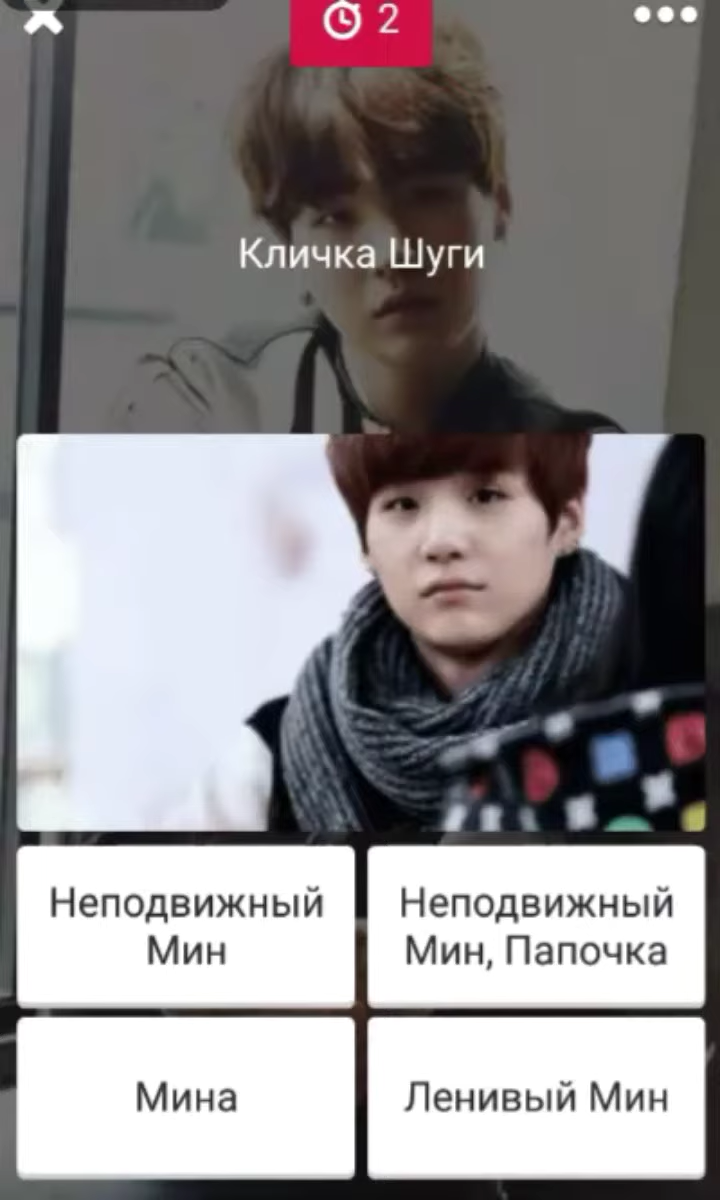 2
Кличка Шуги
Неподвижный
Мин
Неподвижный
Мин, Папочка
Мина
Ленивый Мин